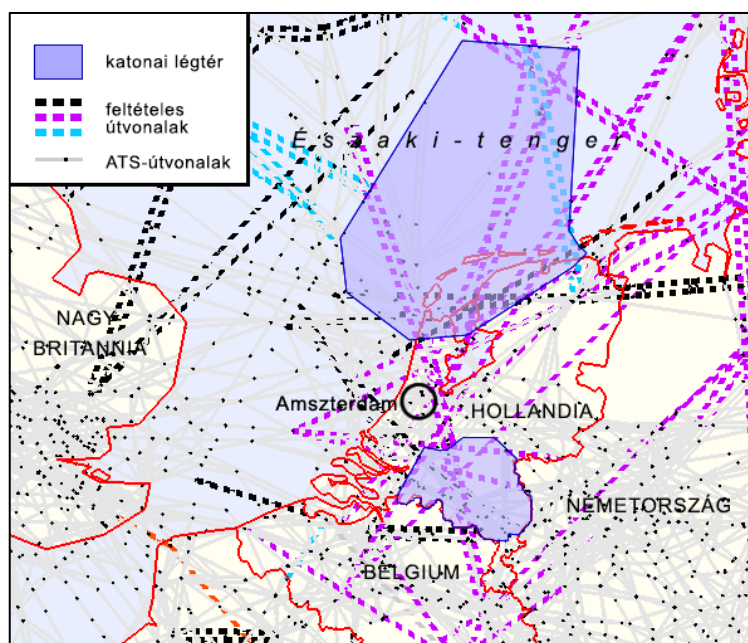 katonai légtér
feltételes
útvonalak
ATS-útvonalak
Északi-tenger
NAGY-
BRITANNIA
Amszterdam
HOLLANDIA
NÉMETORSZÁG
BELGIUM